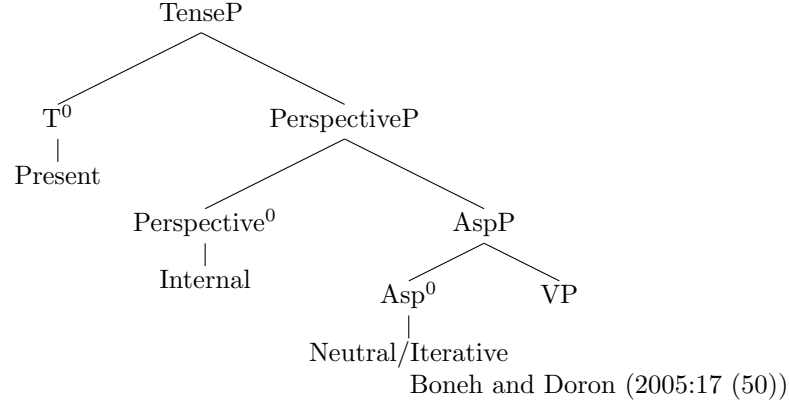 TenseP
T⁰ PerspectiveP
Present
Perspective⁰ AspP
Internal
Asp⁰ VP
Neutral/Iterative
Boneh and Doron (2005:17 (50))